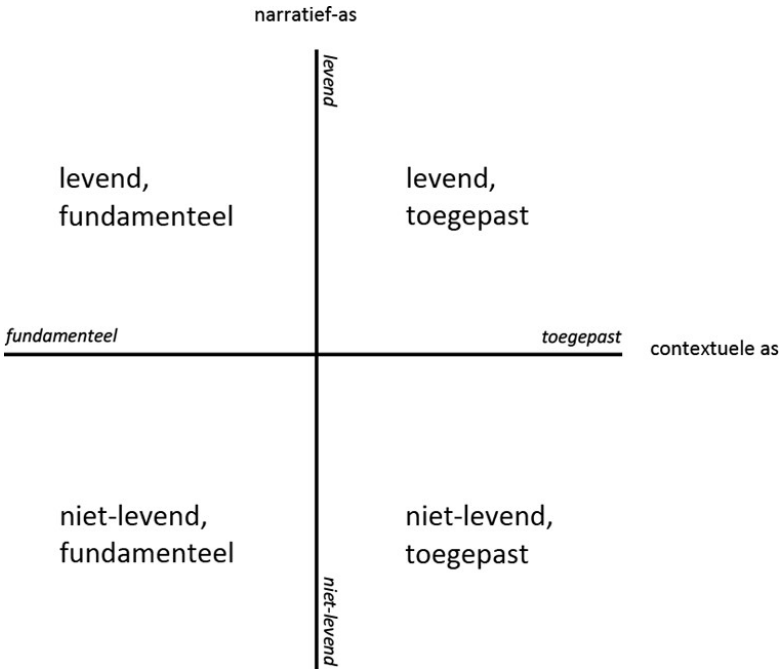 narratief-as
levend
levend,
fundamenteel
levend,
toegepast
fundamenteel
toegepast
contextuele as
niet-levend,
fundamenteel
niet-levend,
toegepast
niet-levend